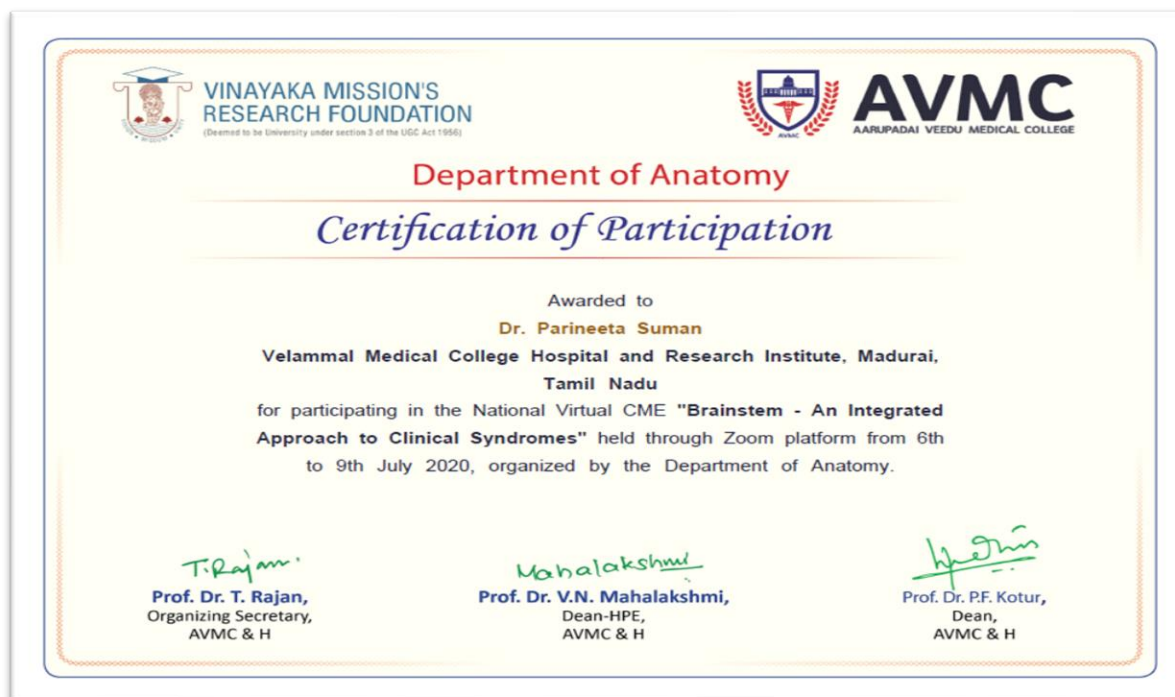 VINAYAKA MISSION'S
RESEARCH FOUNDATION
(Deemed to be University under section 3 of the UGC Act 1956)
AVMC
AVMC
AARUPADAI VEEDU MEDICAL COLLEGE
Department of Anatomy
Certification of Participation
Awarded to
Dr. Parineeta Suman
Velammal Medical College Hospital and Research Institute, Madurai,
Tamil Nadu
for participating in the National Virtual CME "Brainstem - An Integrated
Approach to Clinical Syndromes" held through Zoom platform from 6th
to 9th July 2020, organized by the Department of Anatomy.
T. Rajan.
Mahalakshmi
Prof. Dr. T. Rajan,
Organizing Secretary,
AVMC & H
Prof. Dr. V.N. Mahalakshmi,
Dean-HPE,
AVMC & H
Prof. Dr. P.F. Kotur,
Dean,
AVMC & H